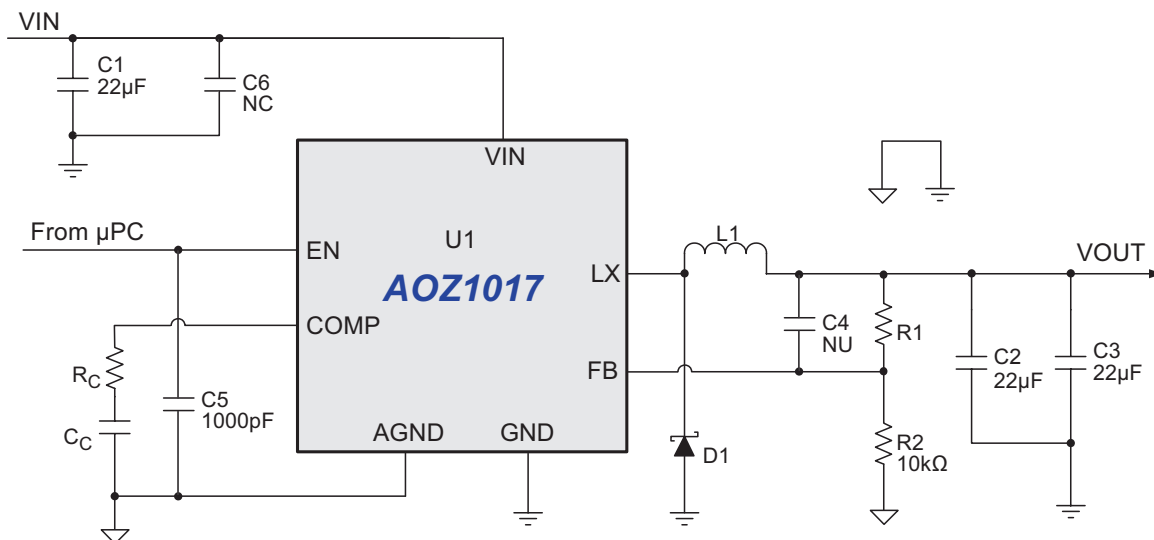 VIN
C1
22µF
C6
NC
VIN
From µPC
EN
U1
AOZ1017
LX
L1
VOUT
COMP
C4
NU
R1
C2
22µF
C3
22µF
FB
RC
CC
C5
1000pF
AGND
GND
D1
R2
10kΩ